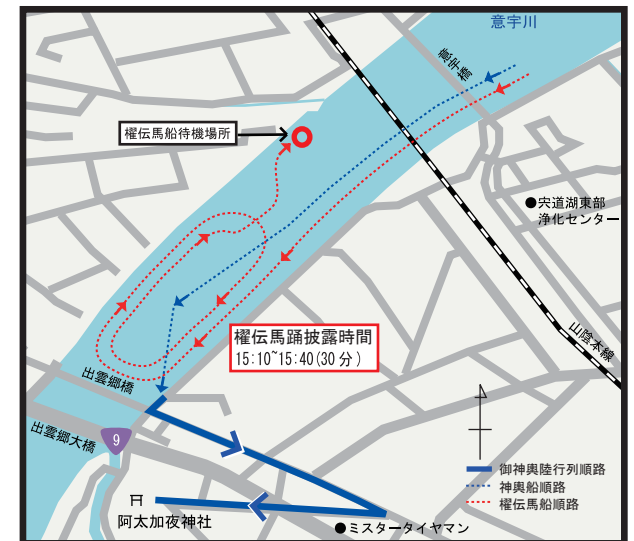 意宇川
意宇橋
櫂伝馬船待機場所
宍道湖東部
浄化センター
山陰本線
櫂伝馬踊披露時間
15:10~15:40(30分)
出雲郷橋
出雲郷大橋
9
阿太加夜神社
ミスタータイヤマン
御神輿陸行列順路
神輿船順路
櫂伝馬船順路